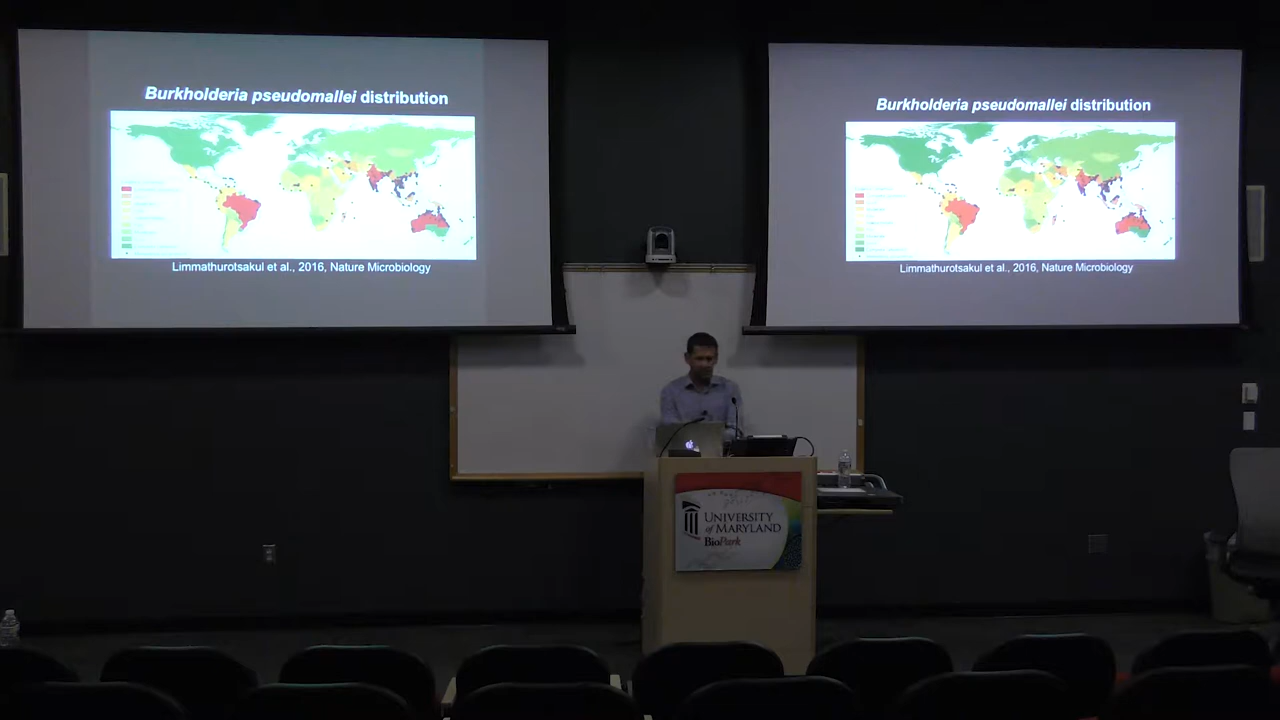 Burkholderia pseudomallei distribution
Limmathurotsakul et al., 2016, Nature Microbiology
Burkholderia pseudomallei distribution
Limmathurotsakul et al., 2016, Nature Microbiology
UNIVERSITY
of MARYLAND
BioPark